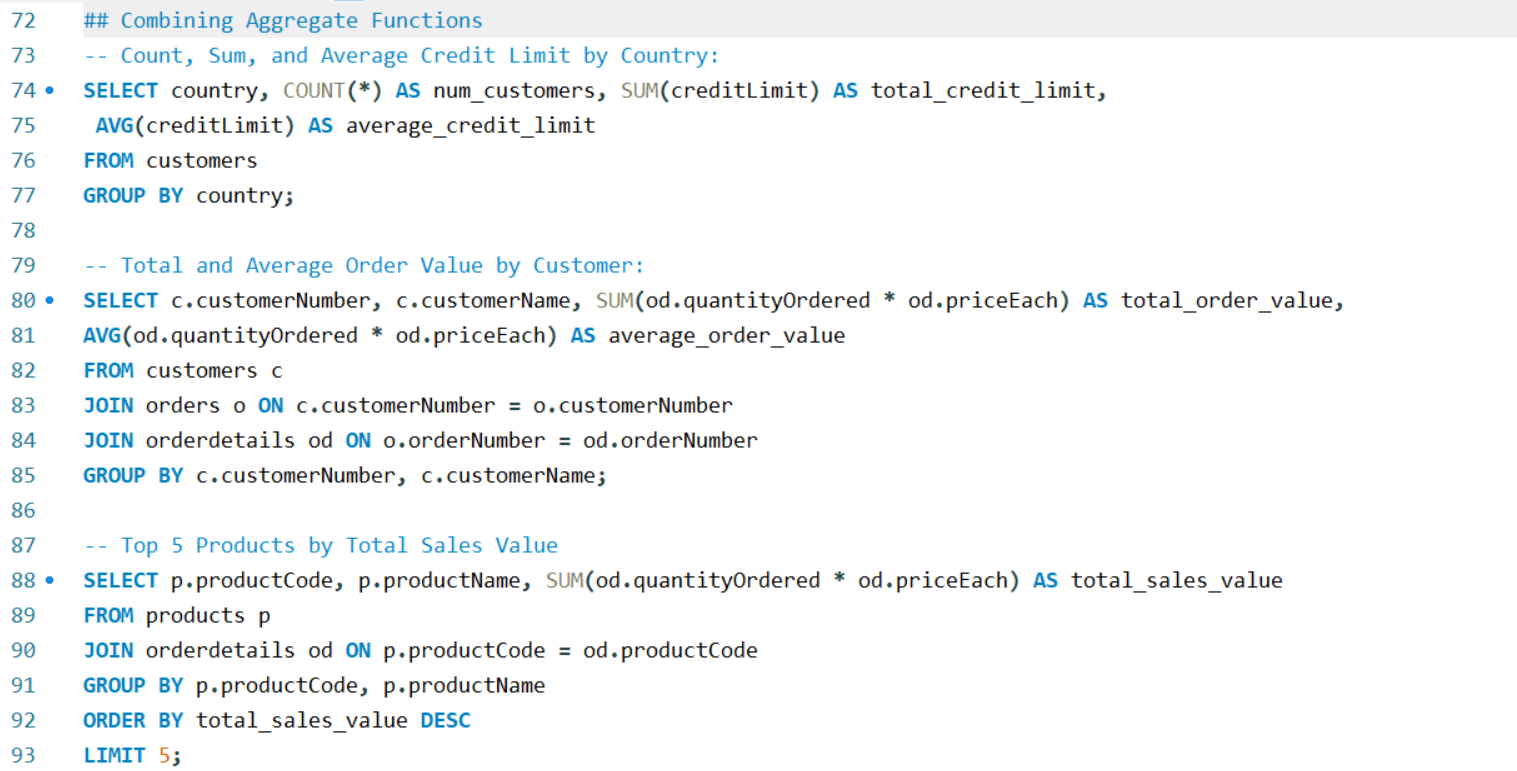 72 ## Combining Aggregate Functions
73 -- Count, Sum, and Average Credit Limit by Country:
74 • SELECT country, COUNT(*) AS num_customers, SUM(creditLimit) AS total_credit_limit,
75 AVG(creditLimit) AS average_credit_limit
76 FROM customers
77 GROUP BY country;
78
79 -- Total and Average Order Value by Customer:
80 • SELECT c.customerNumber, c.customerName, SUM(od.quantityOrdered * od.priceEach) AS total_order_value,
81 AVG(od.quantityOrdered * od.priceEach) AS average_order_value
82 FROM customers c
83 JOIN orders o ON c.customerNumber = o.customerNumber
84 JOIN orderdetails od ON o.orderNumber = od.orderNumber
85 GROUP BY c.customerNumber, c.customerName;
86
87 -- Top 5 Products by Total Sales Value
88 • SELECT p.productCode, p.productName, SUM(od.quantityOrdered * od.priceEach) AS total_sales_value
89 FROM products p
90 JOIN orderdetails od ON p.productCode = od.productCode
91 GROUP BY p.productCode, p.productName
92 ORDER BY total_sales_value DESC
93 LIMIT 5;